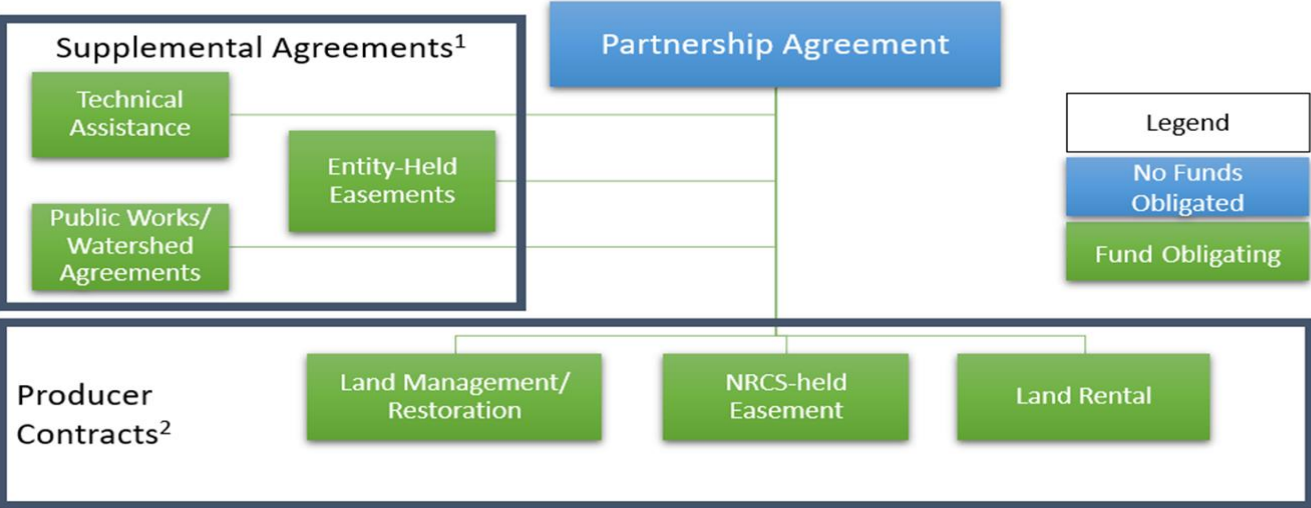 Supplemental Agreements¹
Partnership Agreement
Technical
Assistance
Entity-Held
Easements
Public Works/
Watershed
Agreements
Legend
No Funds
Obligated
Fund Obligating
Producer
Contracts²
Land Management/
Restoration
NRCS-held
Easement
Land Rental